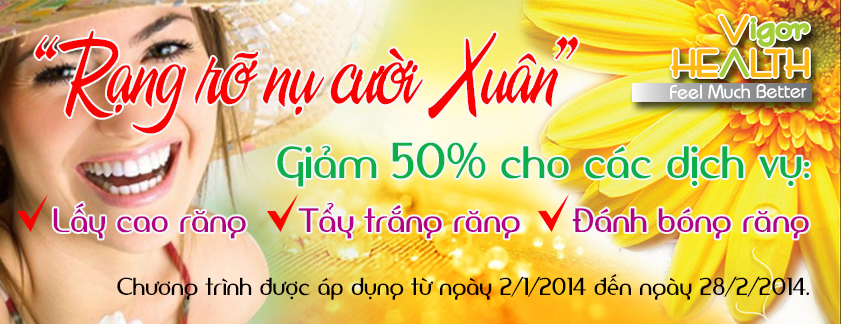 “Rạng rỡ nụ cười Xuân”
Vigor
HEALTH
Feel Much Better
Giảm 50% cho các dịch vụ:
Lấy cao răng Tẩy trắng răng Đánh bóng răng
Chương trình được áp dụng từ ngày 2/1/2014 đến ngày 28/2/2014.